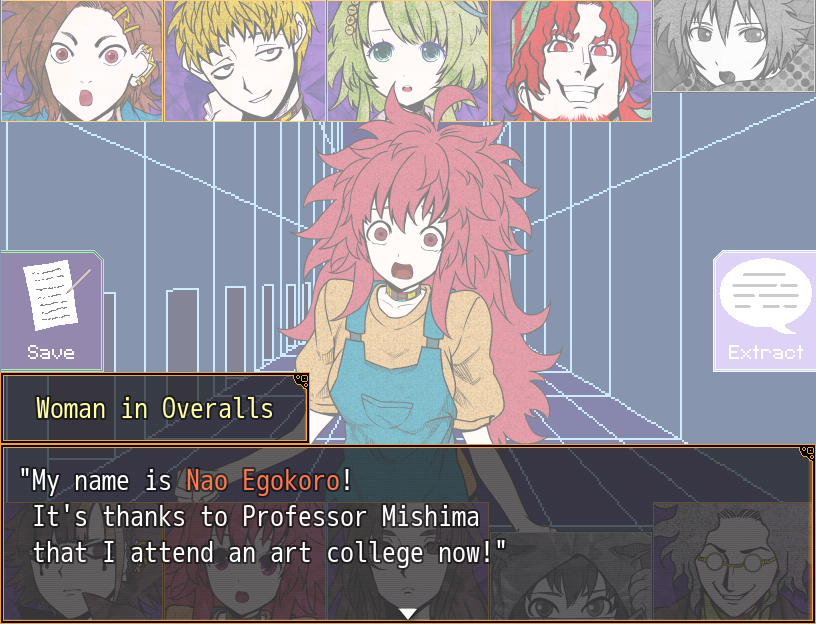 Save
Extract
Woman in Overalls
"My name is Nao Egokoro!
It's thanks to Professor Mishima
that I attend an art college now!"